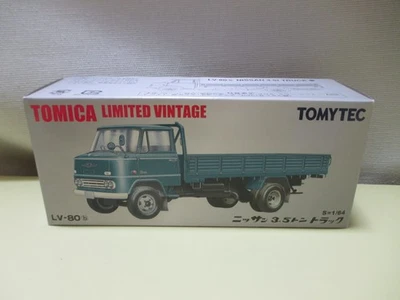 TOMICA LIMITED VINTAGE
TOMYTEC
LV-80b
S=1/64
ニッサン 3.5トン トラック